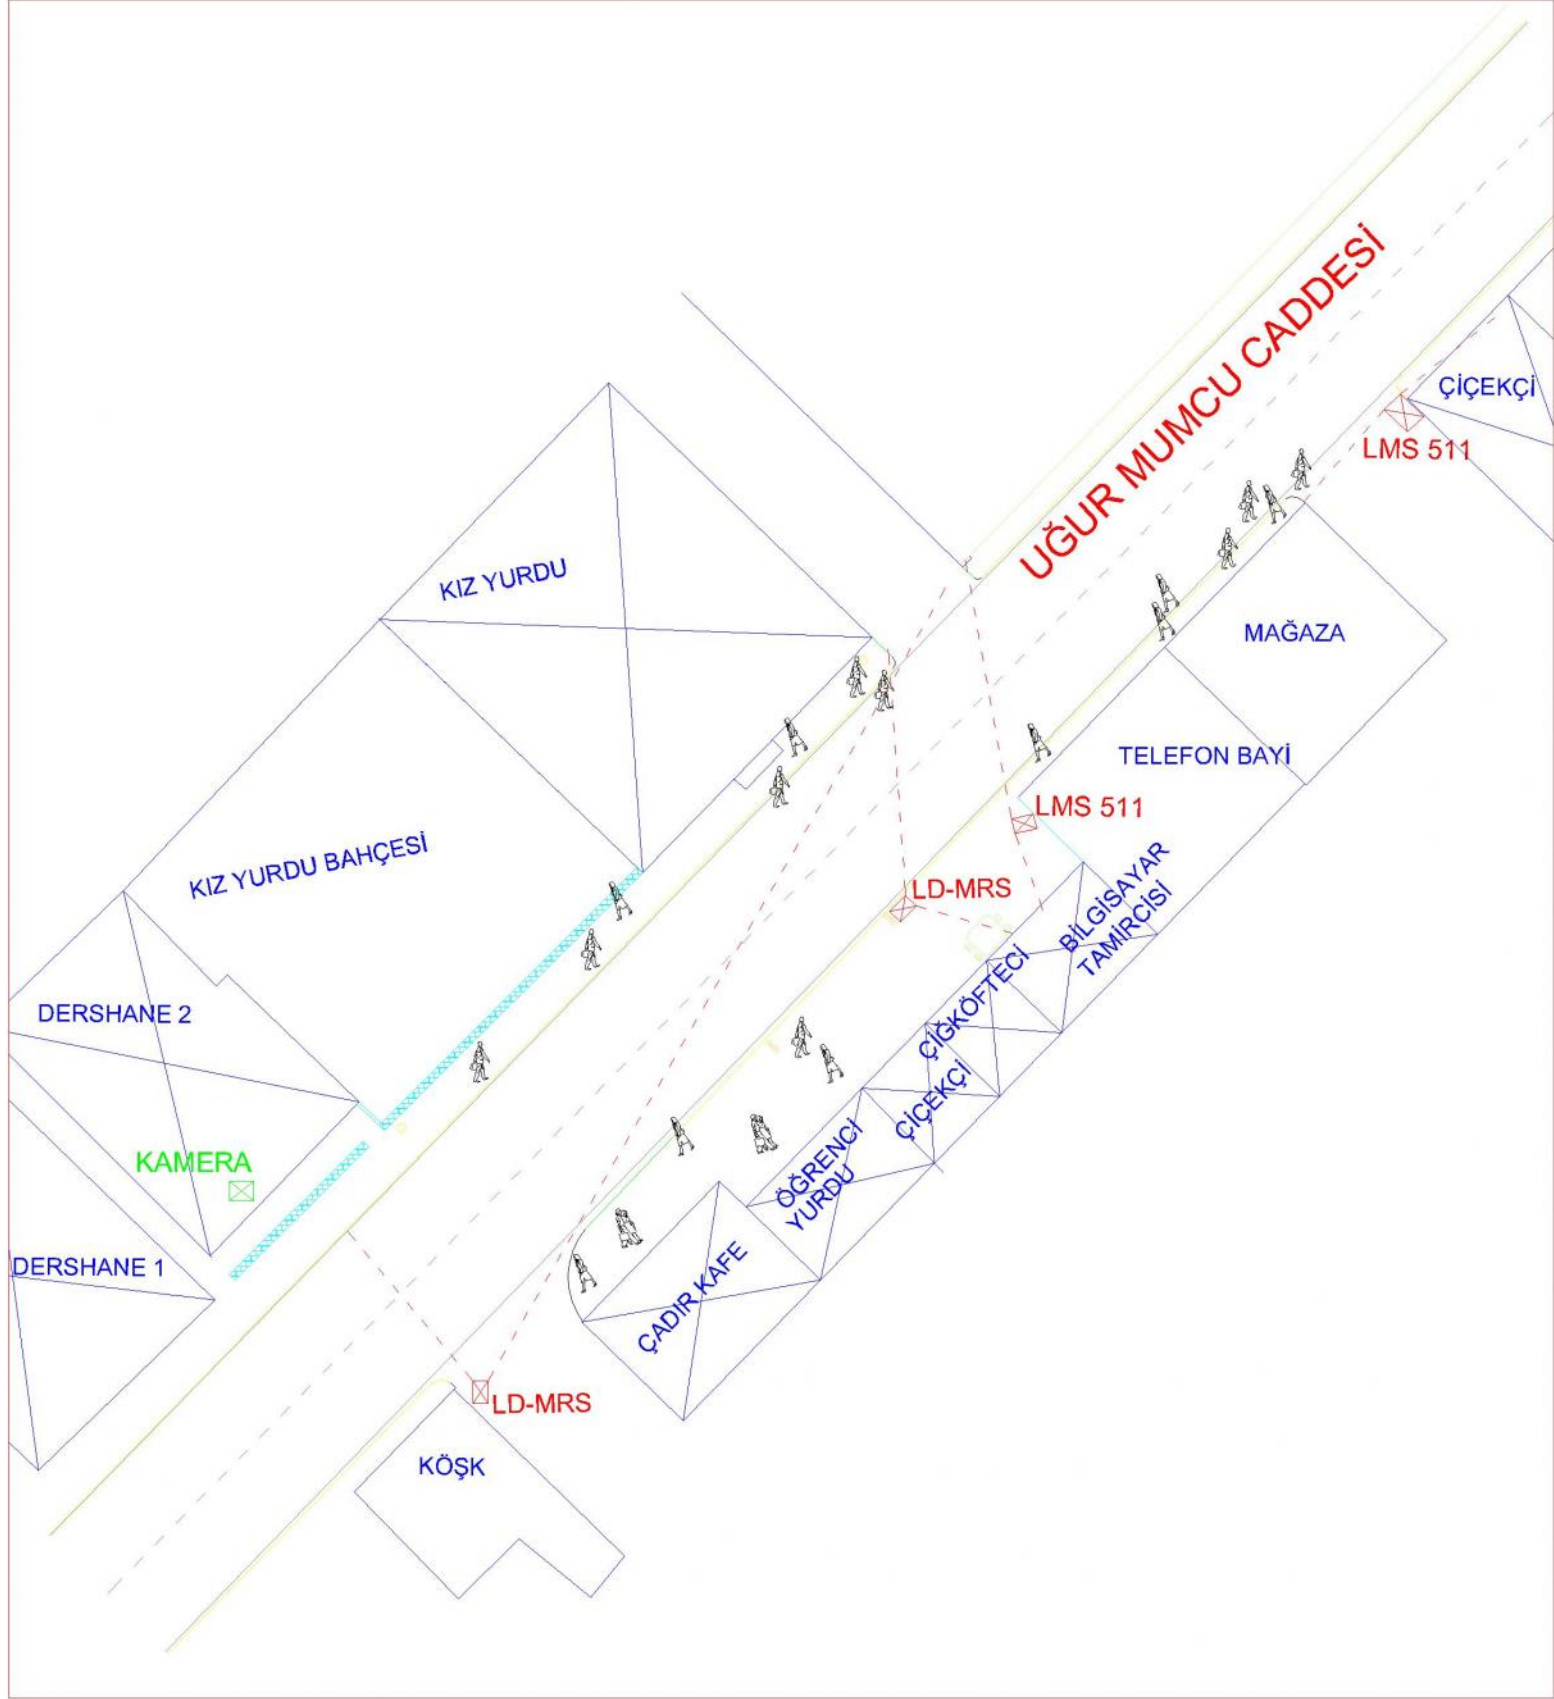 UĞUR MUMCU CADDESİ
ÇİÇEKÇİ
LMS 511
KIZ YURDU
MAĞAZA
TELEFON BAYİ
LMS 511
KIZ YURDU BAHÇESİ
LD-MRS
BİLGİSAYAR
TAMİRCİSİ
ÇİĞKÖFTECİ
DERSHANE 2
ÇİÇEKÇİ
KAMERA
ÖĞRENCİ
YURDU
DERSHANE 1
ÇADIR KAFE
LD-MRS
KÖŞK